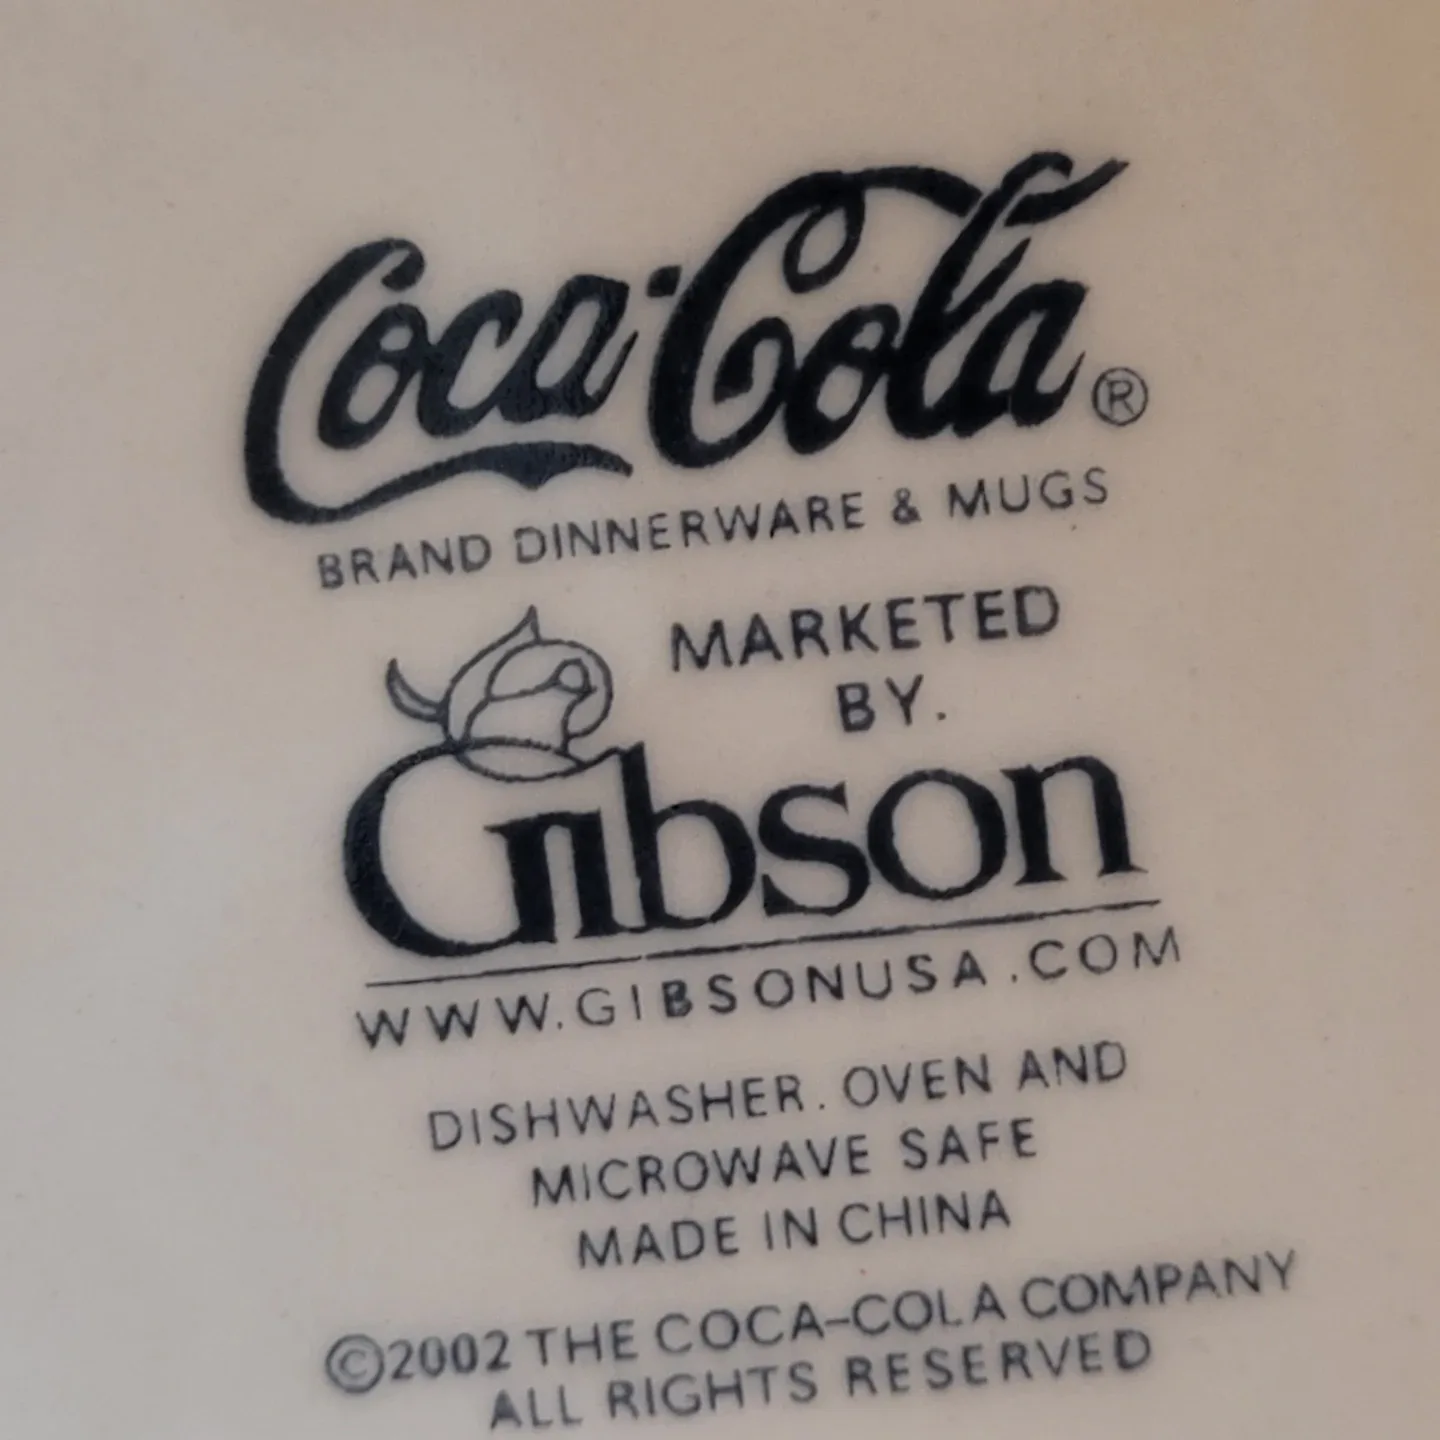 Coca-Cola®
BRAND DINNERWARE & MUGS
MARKETED
BY.
Gibson
WWW.GIBSONUSA.COM
DISHWASHER. OVEN AND
MICROWAVE SAFE
MADE IN CHINA
©2002 THE COCA-COLA COMPANY
ALL RIGHTS RESERVED